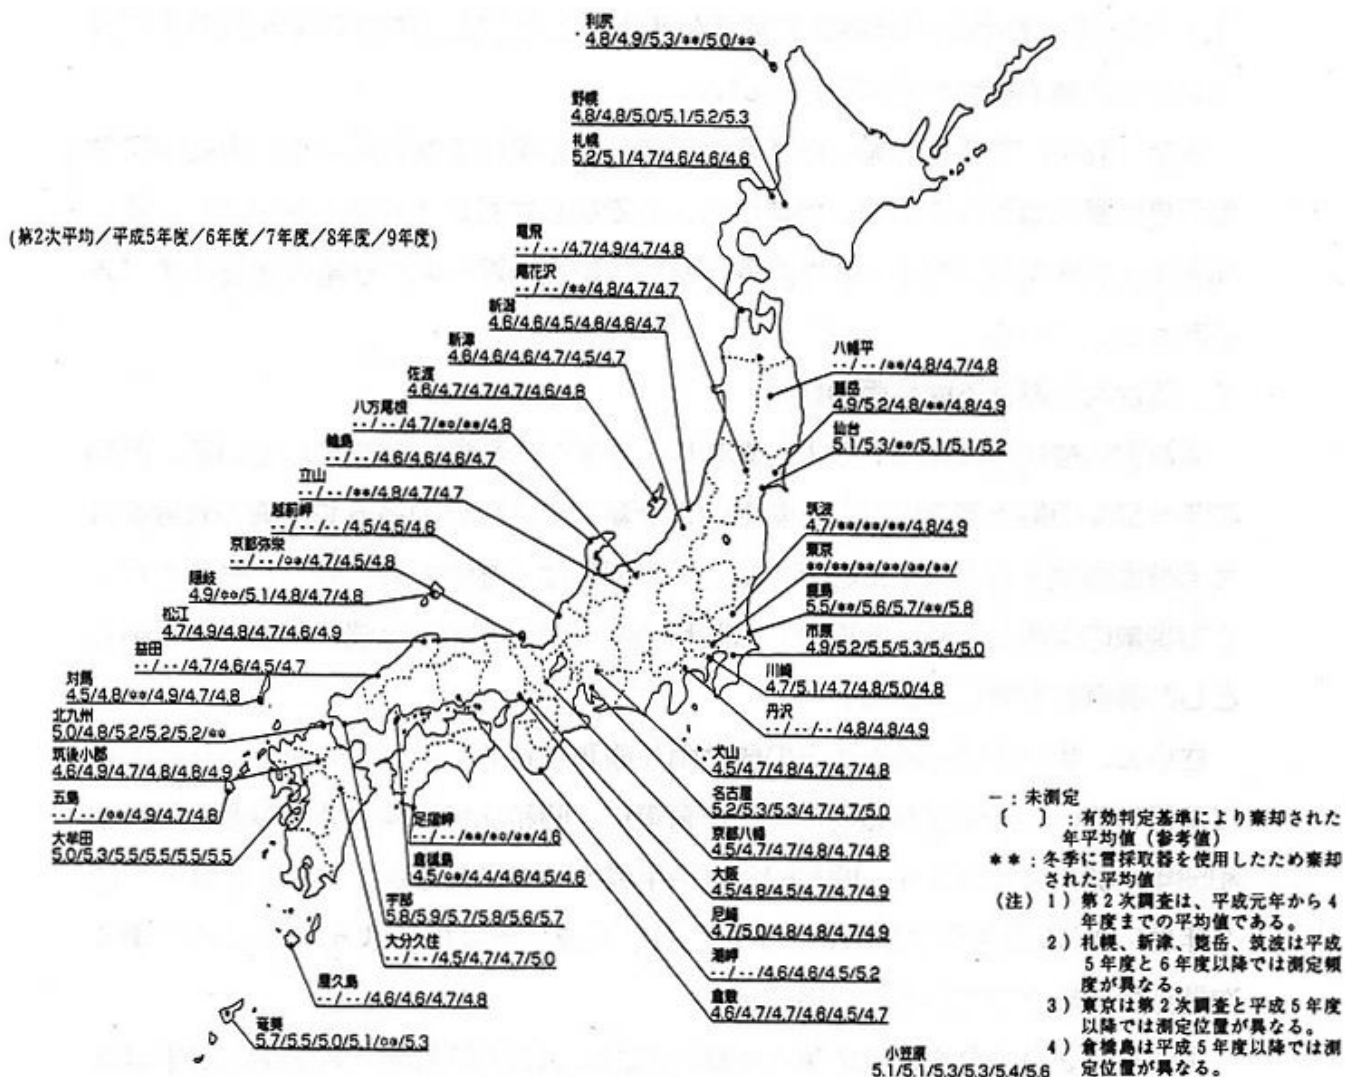 利尻
4.8/4.9/5.3/**/5.0/**
野幌
4.8/4.8/5.0/5.1/5.2/5.3
札幌
5.2/5.1/4.7/4.6/4.6/4.6
(第2次平均/平成5年度/6年度/7年度/8年度/9年度)
竜飛
--/--/4.7/4.9/4.7/4.8
尾花沢
--/--/**/4.8/4.7/4.7
新潟
4.6/4.6/4.5/4.8/4.6/4.7
新津
4.6/4.6/4.6/4.7/4.5/4.7
佐渡
4.6/4.7/4.7/4.7/4.6/4.8
八方尾根
--/--/4.7/**/**/4.8
輪島
--/--/4.6/4.6/4.6/4.7
立山
--/--/**/4.8/4.7/4.7
越前岬
--/--/--/4.5/4.5/4.6
京都弥栄
--/--/**/4.7/4.5/4.8
隠岐
4.9/**/5.1/4.8/4.7/4.8
松江
4.7/4.9/4.8/4.7/4.6/4.9
益田
--/--/4.7/4.6/4.5/4.7
対馬
4.5/4.8/**/4.9/4.7/4.8
北九州
5.0/4.8/5.2/5.2/5.2/**
筑後小郡
4.6/4.9/4.7/4.8/4.8/4.9
五島
--/--/**/4.9/4.7/4.8
大牟田
5.0/5.3/5.5/5.5/5.5/5.5
八幡平
--/--/**/4.8/4.7/4.8
箟岳
4.9/5.2/4.8/**/4.8/4.9
仙台
5.1/5.3/**/5.1/5.1/5.2
筑波
4.7/**/**/**/4.8/4.9
東京
**/**/**/**/**/**/
鹿島
5.5/**/5.6/5.7/**/5.8
市原
4.9/5.2/5.5/5.3/5.4/5.0
川崎
4.7/5.1/4.7/4.8/5.0/4.8
丹沢
--/--/--/4.8/4.8/4.9
犬山
4.5/4.7/4.8/4.7/4.7/4.8
名古屋
5.2/5.3/5.3/4.7/4.7/5.0
京都八幡
4.5/4.7/4.7/4.8/4.7/4.8
大阪
4.5/4.8/4.5/4.7/4.7/4.9
尼崎
4.7/5.0/4.8/4.8/4.7/4.9
潮岬
--/--/4.6/4.6/4.5/5.2
倉敷
4.6/4.7/4.7/4.6/4.5/4.7
足摺岬
--/--/**/**/**/4.6
倉橋島
4.5/**/4.4/4.6/4.5/4.6
宇部
5.8/5.9/5.7/5.8/5.6/5.7
大分久住
--/--/4.5/4.7/4.7/5.0
屋久島
--/--/4.6/4.6/4.7/4.8
奄美
5.7/5.5/5.0/5.1/**/5.3
小笠原
5.1/5.1/5.3/5.3/5.4/5.6
－：未測定
〔　〕：有効判定基準により棄却された
年平均値（参考値）
**：冬季に雪採取器を使用したため棄却
された平均値
（注）1）第2次調査は、平成元年から4
年度までの平均値である。
2）札幌、新津、箟岳、筑波は平成
5年度と6年度以降では測定頻
度が異なる。
3）東京は第2次調査と平成5年度
以降では測定位置が異なる。
4）倉橋島は平成5年度以降では測
定位置が異なる。